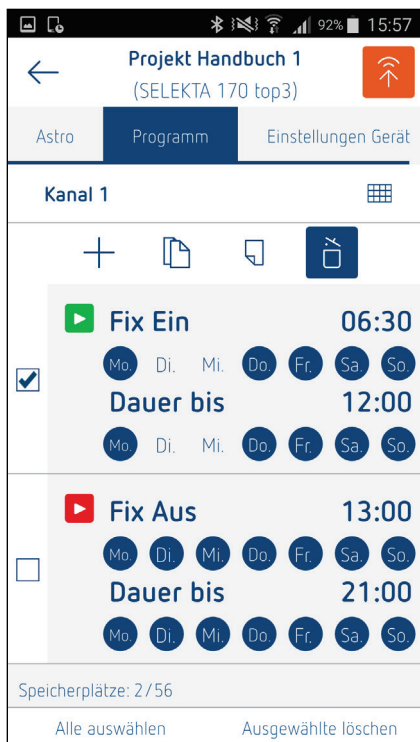 92% 15:57
Projekt Handbuch 1
(SELEKTA 170 top3)
Astro Programm Einstellungen Gerät
Kanal 1
Fix Ein 06:30
Mo. Di. Mi. Do. Fr. Sa. So.
Dauer bis 12:00
Mo. Di. Mi. Do. Fr. Sa. So.
Fix Aus 13:00
Mo. Di. Mi. Do. Fr. Sa. So.
Dauer bis 21:00
Mo. Di. Mi. Do. Fr. Sa. So.
Speicherplätze: 2/56
Alle auswählen Ausgewählte löschen